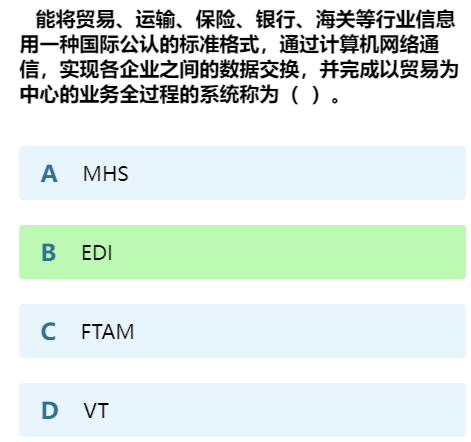 能将贸易、运输、保险、银行、海关等行业信息
用一种国际公认的标准格式，通过计算机网络通
信，实现各企业之间的数据交换，并完成以贸易为
中心的业务全过程的系统称为（ ）。
A MHS
B EDI
C FTAM
D VT